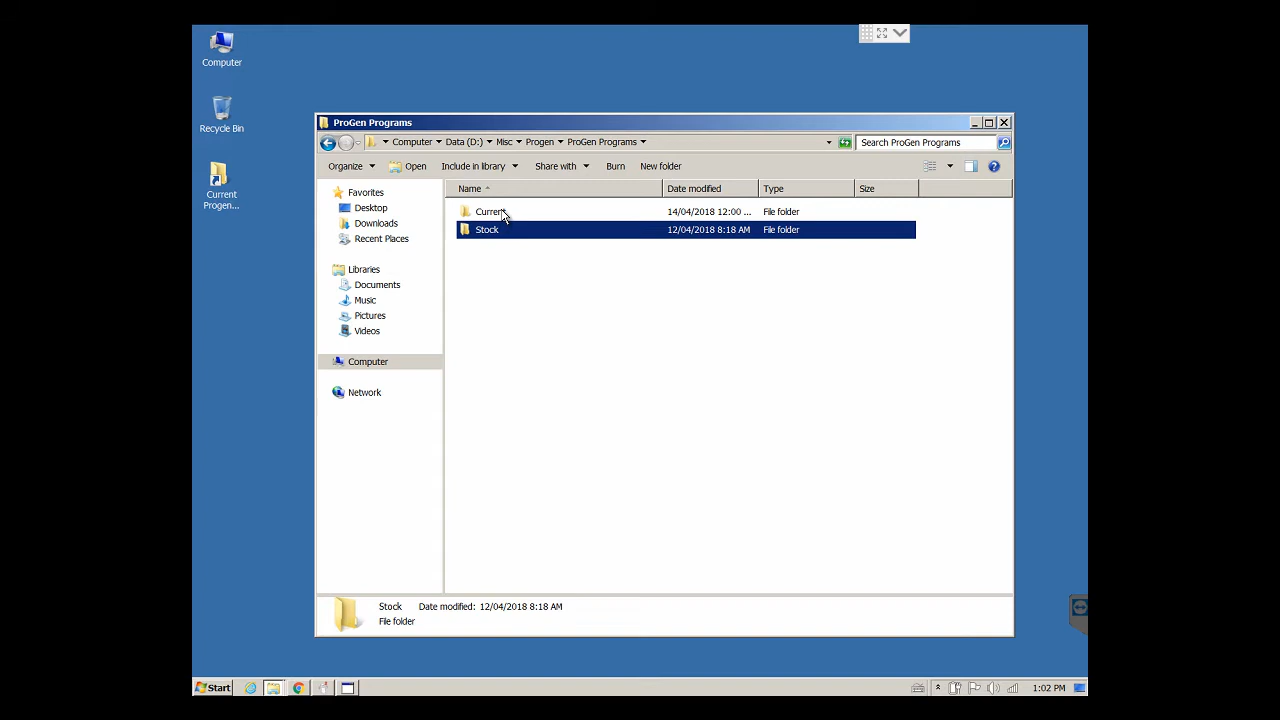 Computer
Recycle Bin
Current
Progen...
ProGen Programs
Computer Data (D:) Misc Progen ProGen Programs
Search ProGen Programs
Organize Open Include in library Share with Burn New folder
Name Date modified Type Size
Current 14/04/2018 12:00 ... File folder
Stock 12/04/2018 8:18 AM File folder
Favorites
Desktop
Downloads
Recent Places
Libraries
Documents
Music
Pictures
Videos
Computer
Network
Stock Date modified: 12/04/2018 8:18 AM
File folder
Start 1:02 PM